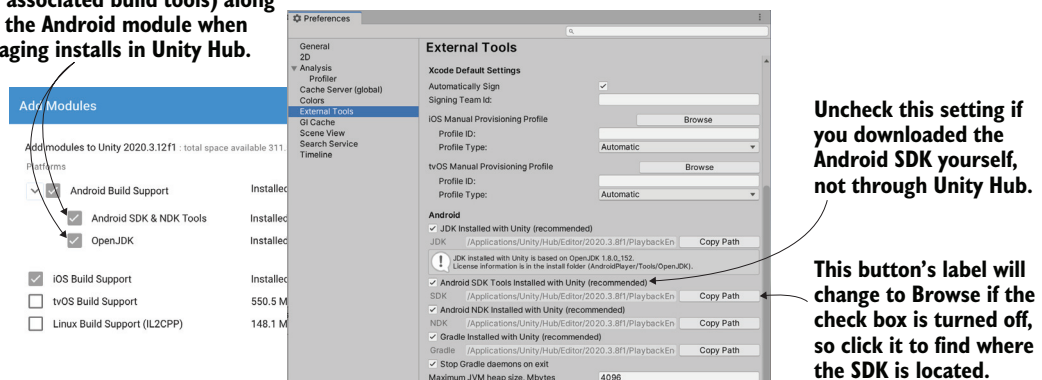 associated build tools) along
the Android module when
aging installs in Unity Hub.
Add Modules
Add modules to Unity 2020.3.12f1 : total space available 311.
Platforms
Android Build Support Installed
Android SDK & NDK Tools Installed
OpenJDK Installed
iOS Build Support Installed
tvOS Build Support 550.5 M
Linux Build Support (IL2CPP) 148.1 M
Preferences
General
2D
Analysis
Profiler
Cache Server (global)
Colors
External Tools
GI Cache
Scene View
Search Service
Timeline
External Tools
Xcode Default Settings
Automatically Sign
Signing Team Id:
iOS Manual Provisioning Profile Browse
Profile ID:
Profile Type: Automatic
tvOS Manual Provisioning Profile Browse
Profile ID:
Profile Type: Automatic
Android
JDK Installed with Unity (recommended)
JDK /Applications/Unity/Hub/Editor/2020.3.8f1/PlaybackEn Copy Path
JDK installed with Unity is based on OpenJDK 1.8.0_152.
License information is in the install folder (AndroidPlayer/Tools/OpenJDK).
Android SDK Tools Installed with Unity (recommended)
SDK /Applications/Unity/Hub/Editor/2020.3.8f1/PlaybackEn Copy Path
Android NDK Installed with Unity (recommended)
NDK /Applications/Unity/Hub/Editor/2020.3.8f1/PlaybackEn Copy Path
Gradle Installed with Unity (recommended)
Gradle /Applications/Unity/Hub/Editor/2020.3.8f1/PlaybackEn Copy Path
Stop Gradle daemons on exit
Maximum JVM heap size, Mbytes 4096
Uncheck this setting if
you downloaded the
Android SDK yourself,
not through Unity Hub.
This button's label will
change to Browse if the
check box is turned off,
so click it to find where
the SDK is located.